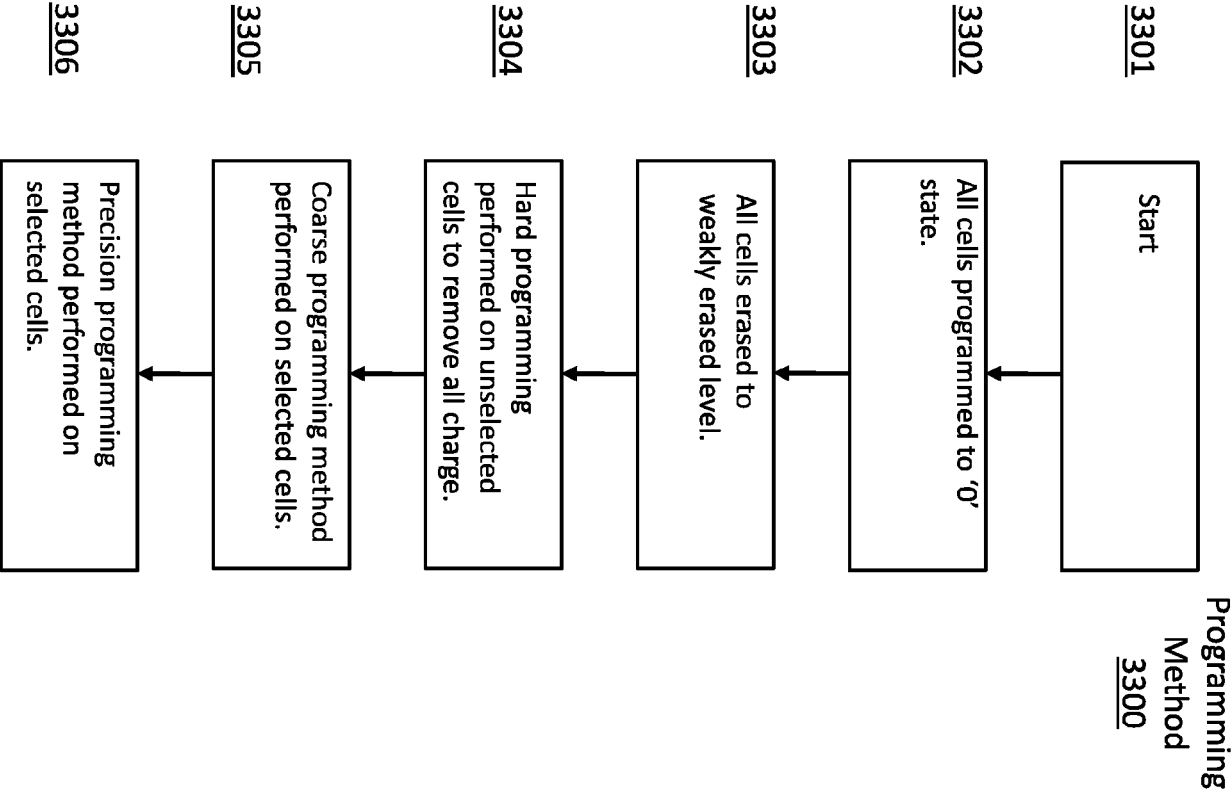 Programming
Method
3300
3301
Start
3302
All cells programmed to ‘0’
state.
3303
All cells erased to
weakly erased level.
3304
Hard programming
performed on unselected
cells to remove all charge.
3305
Coarse programming method
performed on selected cells.
3306
Precision programming
method performed on
selected cells.